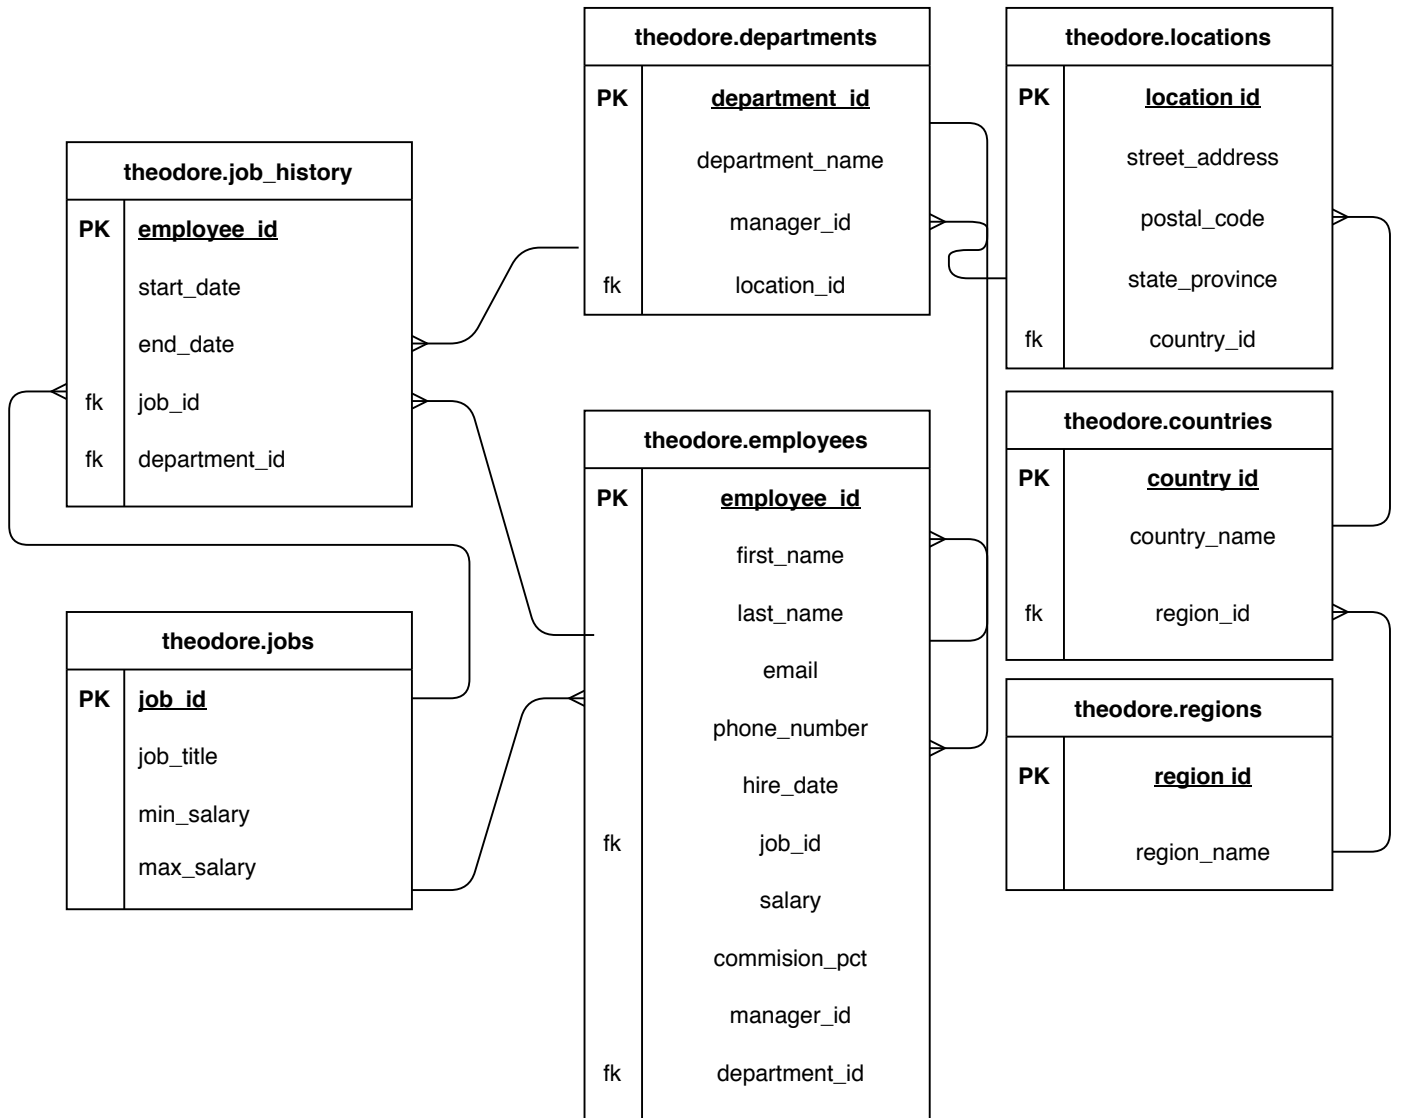 theodore.departments
PK department_id
department_name
manager_id
fk location_id
theodore.locations
PK location id
street_address
postal_code
state_province
fk country_id
theodore.job_history
PK employee_id
start_date
end_date
fk job_id
fk department_id
theodore.employees
PK employee_id
first_name
last_name
email
phone_number
hire_date
fk job_id
salary
commision_pct
manager_id
fk department_id
theodore.countries
PK country id
country_name
fk region_id
theodore.jobs
PK job_id
job_title
min_salary
max_salary
theodore.regions
PK region id
region_name